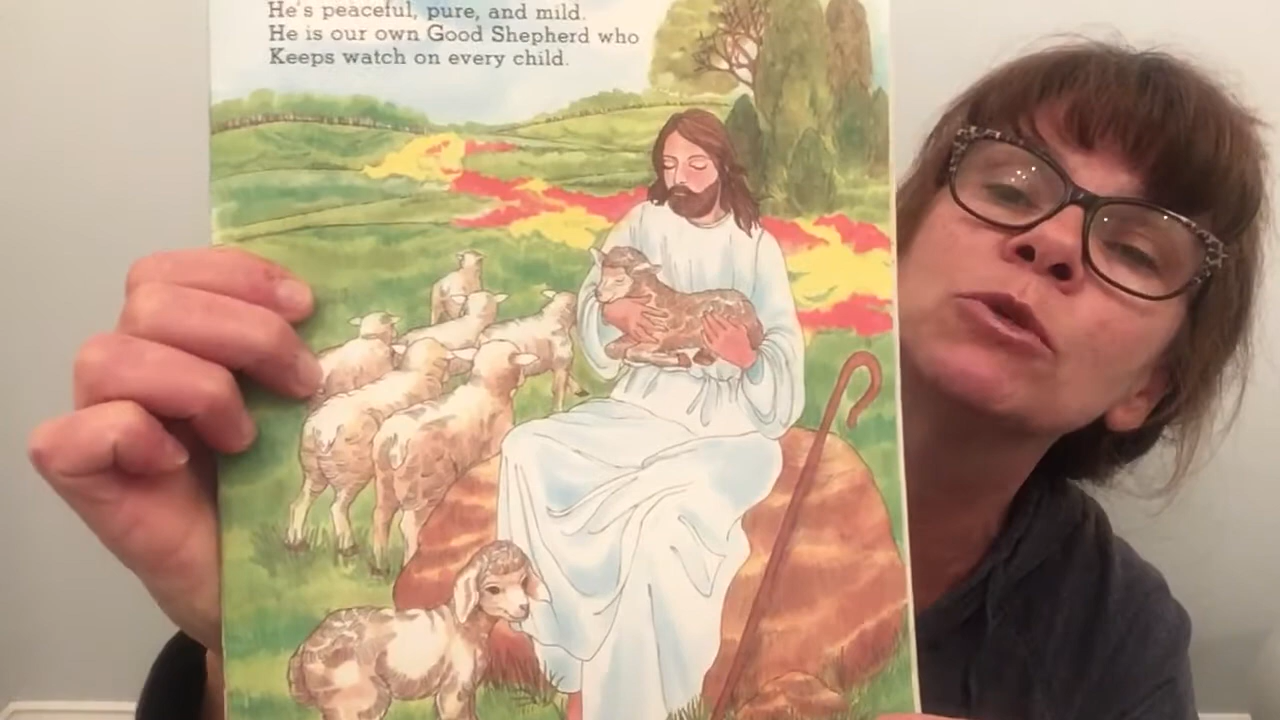 He's peaceful, pure, and mild.
He is our own Good Shepherd who
Keeps watch on every child.